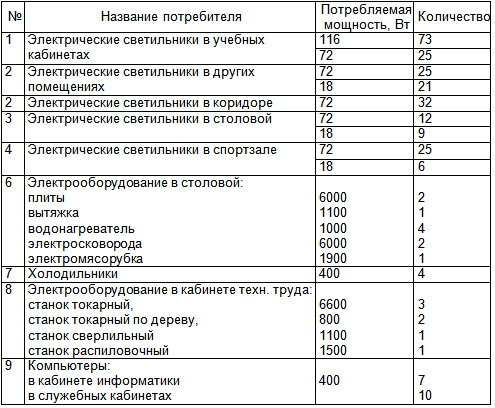 № Название потребителя Потребляемая мощность, Вт Количество
1 Электрические светильники в учебных 116 73
кабинетах 72 25
2 Электрические светильники в других 72 25
помещениях 18 21
2 Электрические светильники в коридоре 72 32
3 Электрические светильники в столовой 72 12
18 9
4 Электрические светильники в спортзале 72 25
18 6
6 Электрооборудование в столовой:
плиты 6000 2
вытяжка 1100 1
водонагреватель 1000 4
электросковорода 6000 2
электромясорубка 1900 1
7 Холодильники 400 4
8 Электрооборудование в кабинете техн. труда:
станок токарный, 6600 3
станок токарный по дереву, 800 2
станок сверлильный 1100 1
станок распиловочный 1500 1
9 Компьютеры:
в кабинете информатики 400 7
в служебных кабинетах 10